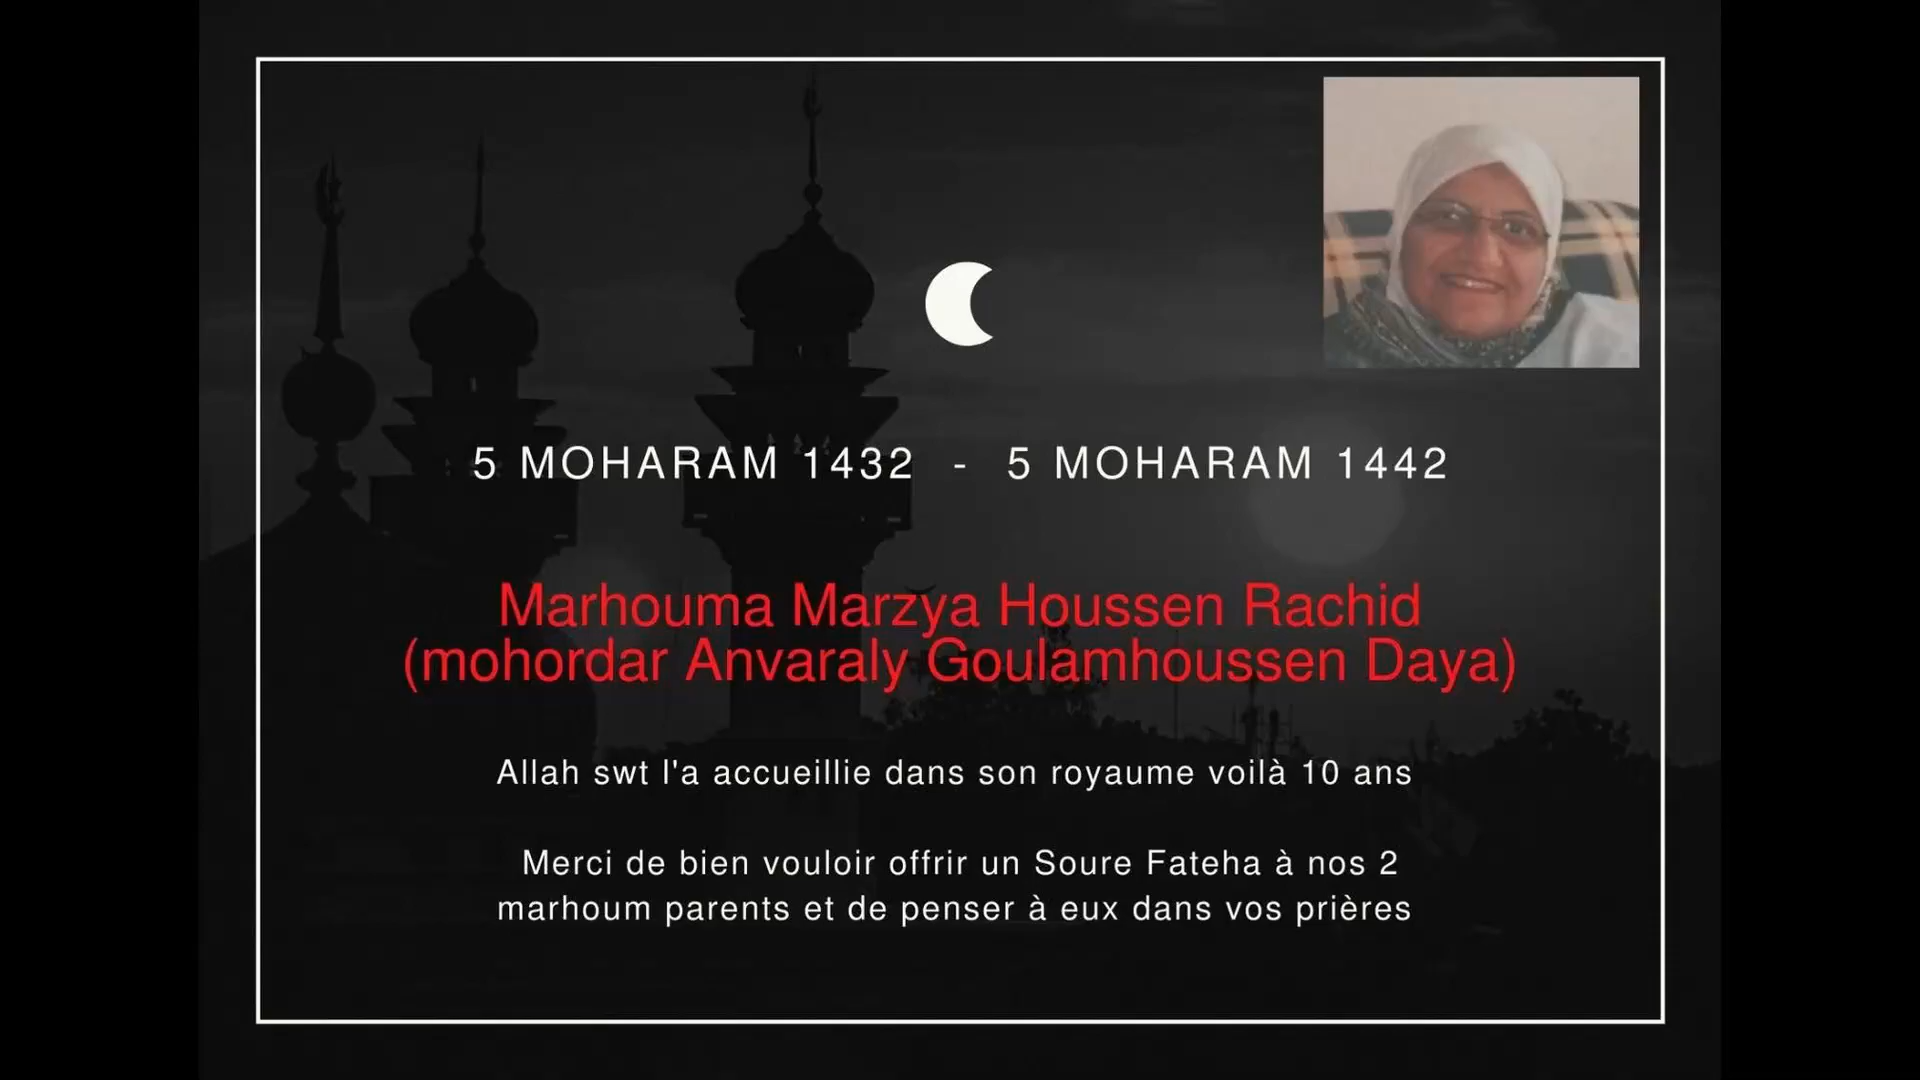 5 MOHARAM 1432 - 5 MOHARAM 1442
Marhouma Marzya Houssen Rachid
(mohordar Anvaraly Goulamhoussen Daya)
Allah swt l'a accueillie dans son royaume voilà 10 ans
Merci de bien vouloir offrir un Soure Fateha à nos 2
marhoum parents et de penser à eux dans vos prières